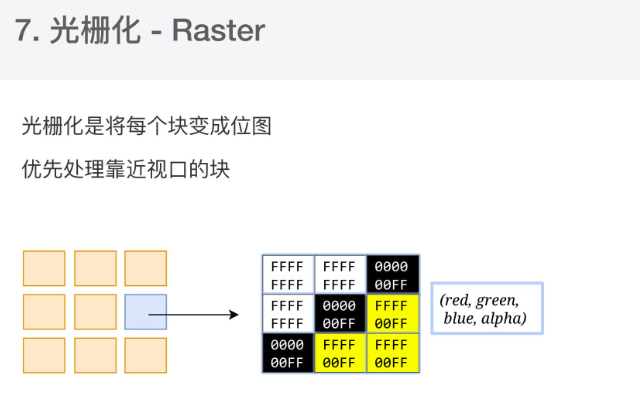 7. 光栅化 - Raster
光栅化是将每个块变成位图
优先处理靠近视口的块
FFFF FFFF 0000
FFFF FFFF 00FF
FFFF 0000 FFFF
FFFF 00FF 00FF
0000 FFFF FFFF
00FF 00FF 00FF
(red, green,
blue, alpha)